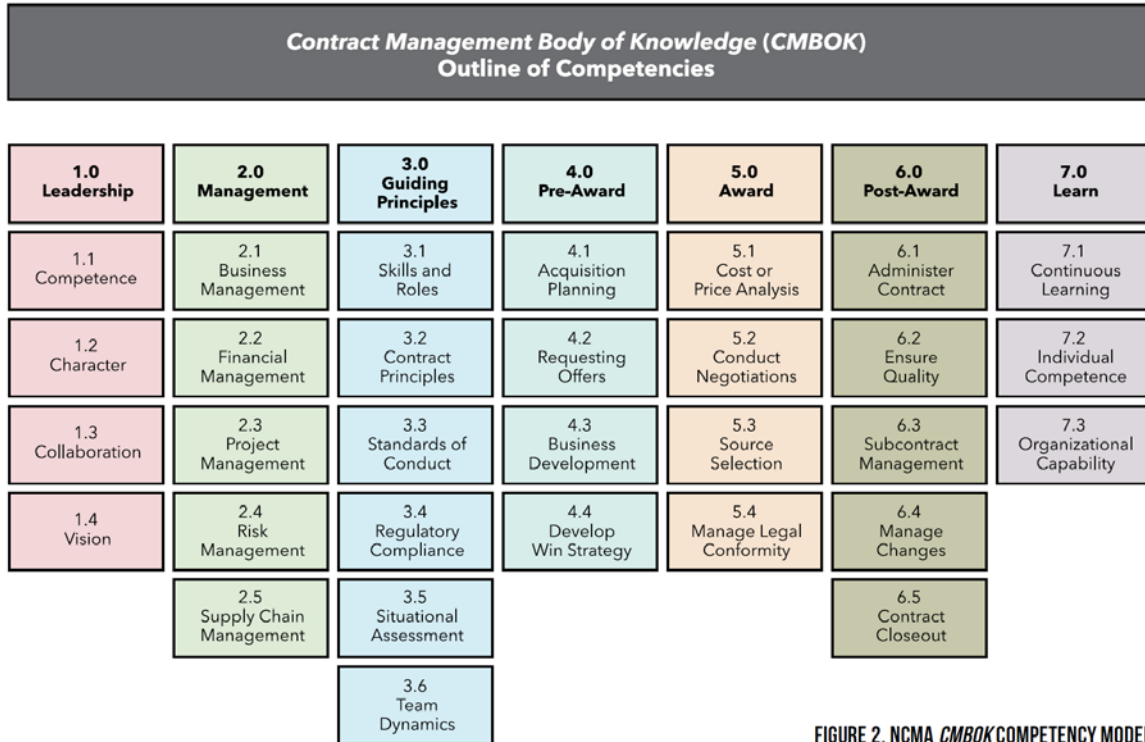 Contract Management Body of Knowledge (CMBOK)
Outline of Competencies
1.0
Leadership
1.1
Competence
1.2
Character
1.3
Collaboration
1.4
Vision
2.0
Management
2.1
Business
Management
2.2
Financial
Management
2.3
Project
Management
2.4
Risk
Management
2.5
Supply Chain
Management
3.0
Guiding
Principles
3.1
Skills and
Roles
3.2
Contract
Principles
3.3
Standards of
Conduct
3.4
Regulatory
Compliance
3.5
Situational
Assessment
3.6
Team
Dynamics
4.0
Pre-Award
4.1
Acquisition
Planning
4.2
Requesting
Offers
4.3
Business
Development
4.4
Develop
Win Strategy
5.0
Award
5.1
Cost or
Price Analysis
5.2
Conduct
Negotiations
5.3
Source
Selection
5.4
Manage Legal
Conformity
6.0
Post-Award
6.1
Administer
Contract
6.2
Ensure
Quality
6.3
Subcontract
Management
6.4
Manage
Changes
6.5
Contract
Closeout
7.0
Learn
7.1
Continuous
Learning
7.2
Individual
Competence
7.3
Organizational
Capability
FIGURE 2. NCMA CMBOK COMPETENCY MODEL